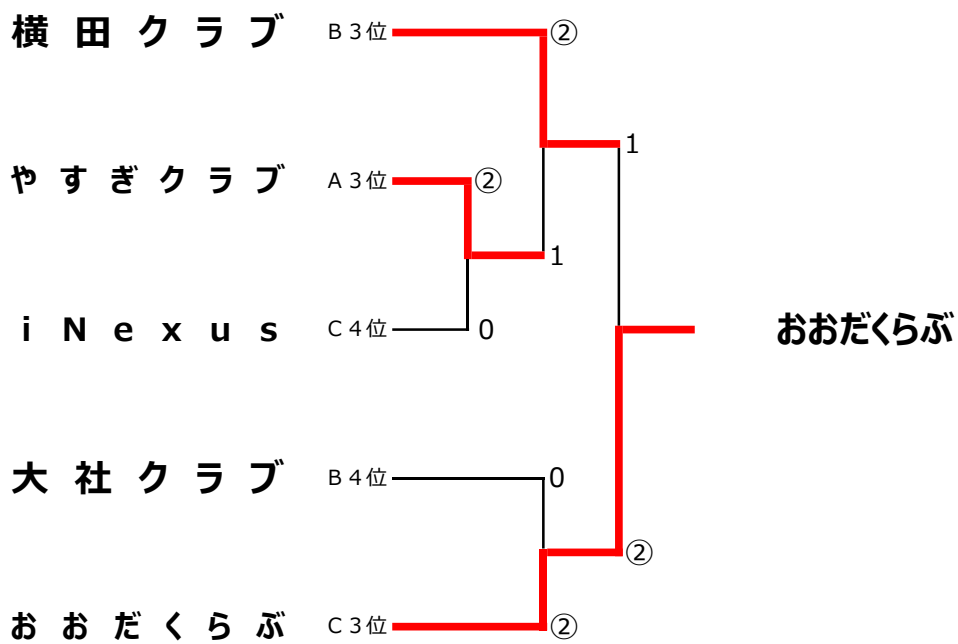 横田クラブ B3位 ②
1
やすぎクラブ A3位 ②
1
iNexus C4位 0
おおだくらぶ
大社クラブ B4位 0
②
おおだくらぶ C3位 ②